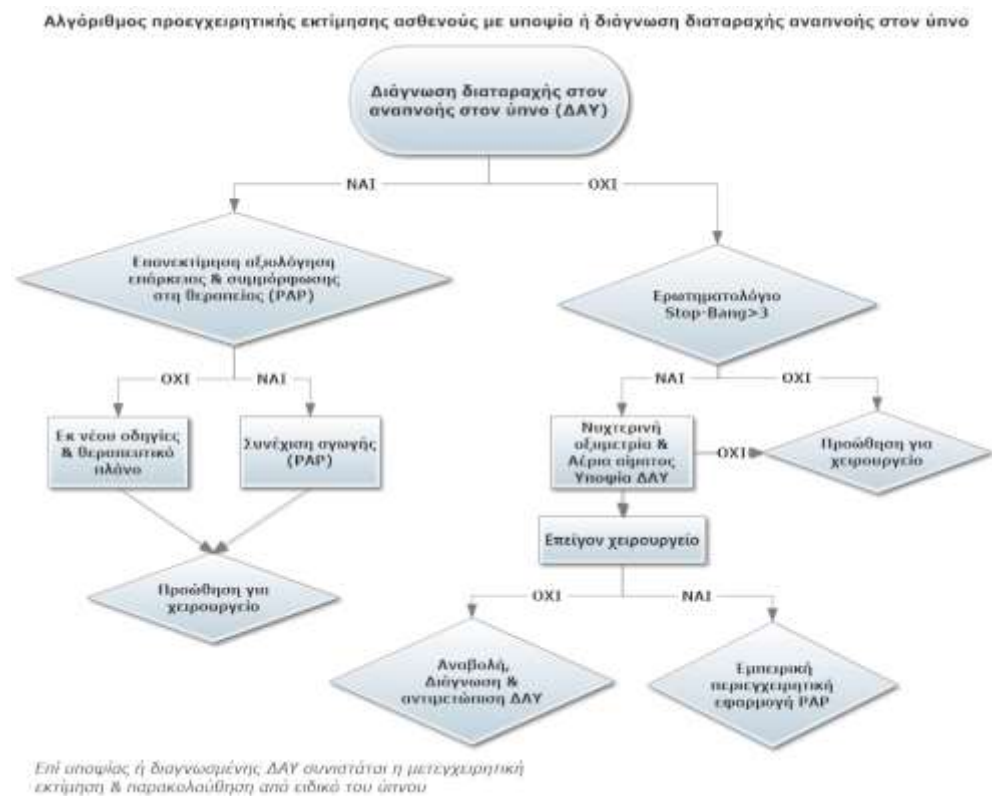 Αλγόριθμος προεγχειρητικής εκτίμησης ασθενούς με υποψία ή διάγνωση διαταραχής αναπνοής στον ύπνο
Διάγνωση διαταραχής στον
αναπνοής στον ύπνο (ΔΑΥ)
ΝΑΙ
ΟΧΙ
Επανεκτίμηση αξιολόγηση
επάρκειας & συμμόρφωσης
στη θεραπείας (PAP)
Ερωτηματολόγιο
Stop-Bang>3
ΟΧΙ
ΝΑΙ
ΝΑΙ
ΟΧΙ
Εκ νέου οδηγίες
& θεραπευτικό
πλάνο
Συνέχιση αγωγής
(PAP)
Νυχτερινή
οξυμετρία &
Αέρια αίματος
Υποψία ΔΑΥ
ΟΧΙ
Προώθηση για
χειρουργείο
Επείγον χειρουργείο
Προώθηση για
χειρουργείο
ΟΧΙ
ΝΑΙ
Αναβολή,
Διάγνωση &
αντιμετώπιση ΔΑΥ
Εμπειρική
περιεγχειρητική
εφαρμογή PAP
Επί υποψίας ή διαγνωσμένης ΔΑΥ συνιστάται η μετεγχειρητική
εκτίμηση & παρακολούθηση από ειδικό του ύπνου